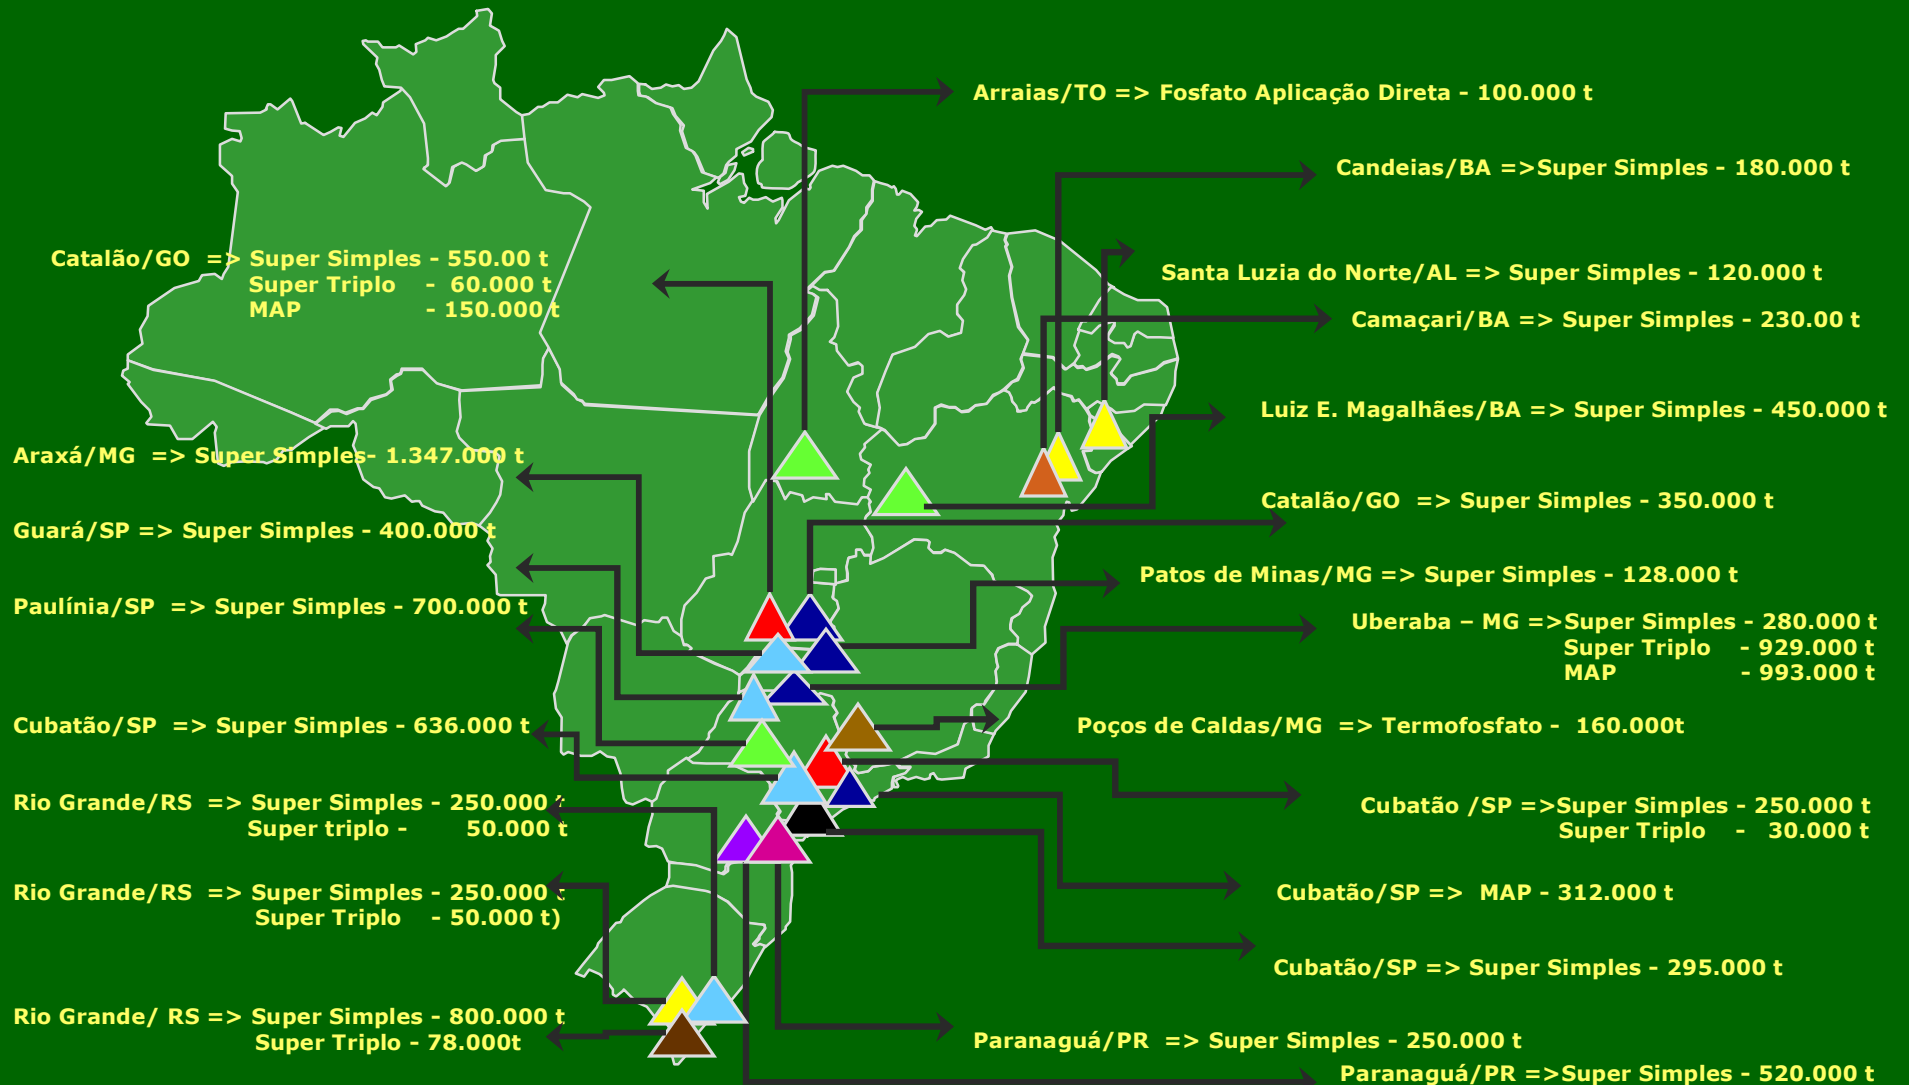 Arraias/TO => Fosfato Aplicação Direta - 100.000 t
Candeias/BA =>Super Simples - 180.000 t
Catalão/GO => Super Simples - 550.00 t
Super Triplo - 60.000 t
MAP - 150.000 t
Santa Luzia do Norte/AL => Super Simples - 120.000 t
Camaçari/BA => Super Simples - 230.00 t
Luiz E. Magalhães/BA => Super Simples - 450.000 t
Araxá/MG => Super Simples- 1.347.000 t
Catalão/GO => Super Simples - 350.000 t
Guará/SP => Super Simples - 400.000 t
Patos de Minas/MG => Super Simples - 128.000 t
Paulínia/SP => Super Simples - 700.000 t
Uberaba – MG =>Super Simples - 280.000 t
Super Triplo - 929.000 t
MAP - 993.000 t
Cubatão/SP => Super Simples - 636.000 t
Poços de Caldas/MG => Termofosfato - 160.000t
Rio Grande/RS => Super Simples - 250.000 t
Super triplo - 50.000 t
Cubatão /SP =>Super Simples - 250.000 t
Super Triplo - 30.000 t
Rio Grande/RS => Super Simples - 250.000 t
Super Triplo - 50.000 t)
Cubatão/SP => MAP - 312.000 t
Cubatão/SP => Super Simples - 295.000 t
Rio Grande/ RS => Super Simples - 800.000 t
Super Triplo - 78.000t
Paranaguá/PR => Super Simples - 250.000 t
Paranaguá/PR =>Super Simples - 520.000 t